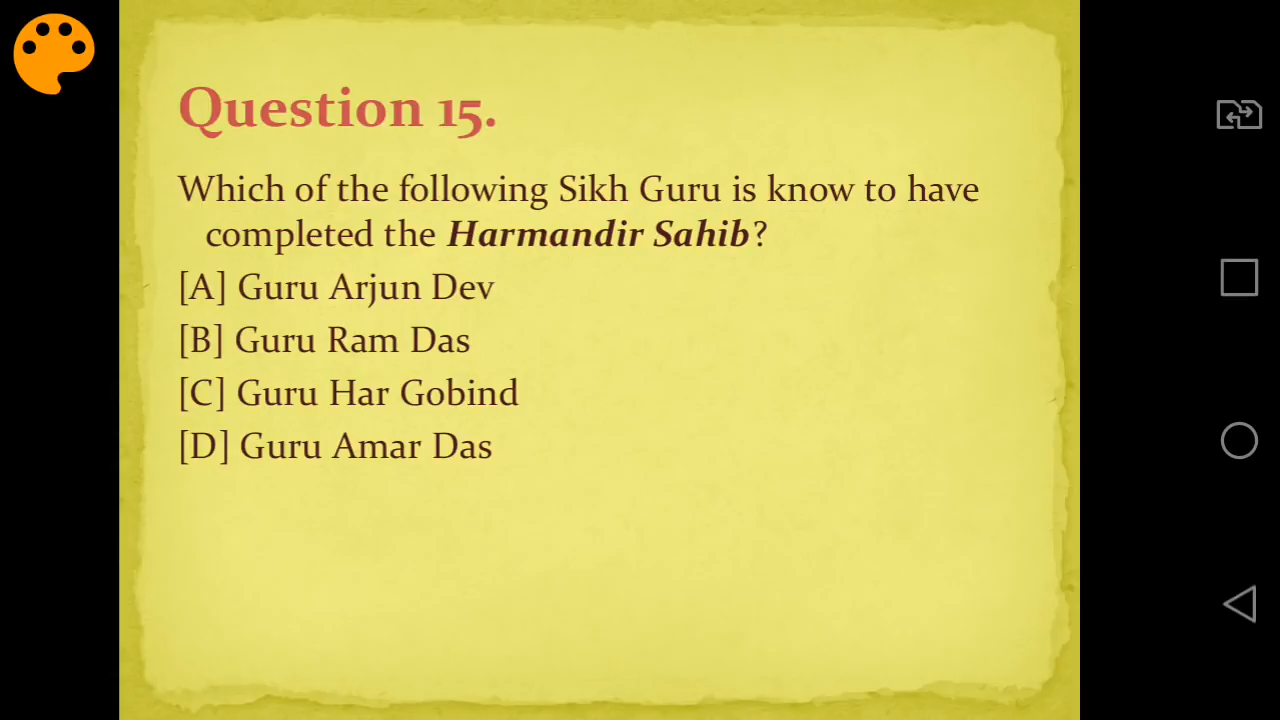 Question 15.
Which of the following Sikh Guru is know to have
completed the Harmandir Sahib?
[A] Guru Arjun Dev
[B] Guru Ram Das
[C] Guru Har Gobind
[D] Guru Amar Das